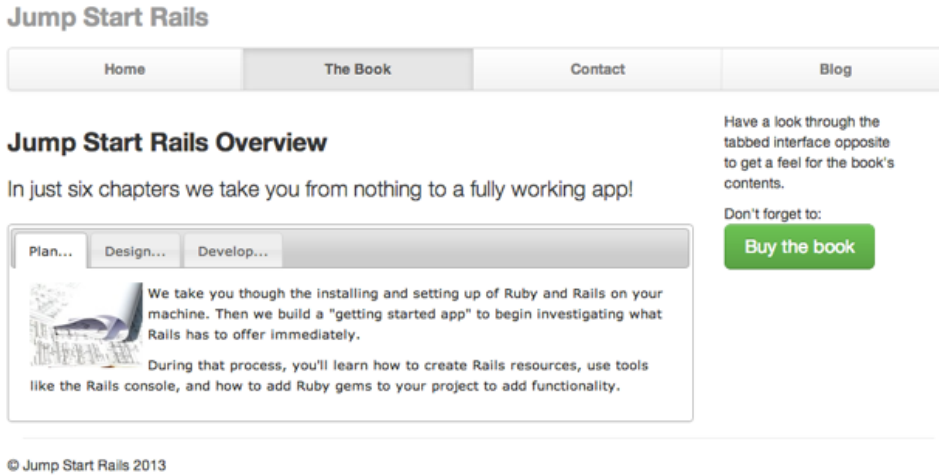 Jump Start Rails
Home The Book Contact Blog
Jump Start Rails Overview
In just six chapters we take you from nothing to a fully working app!
Plan... Design... Develop...
We take you though the installing and setting up of Ruby and Rails on your
machine. Then we build a "getting started app" to begin investigating what
Rails has to offer immediately.
During that process, you'll learn how to create Rails resources, use tools
like the Rails console, and how to add Ruby gems to your project to add functionality.
Have a look through the
tabbed interface opposite
to get a feel for the book's
contents.
Don't forget to:
Buy the book
© Jump Start Rails 2013